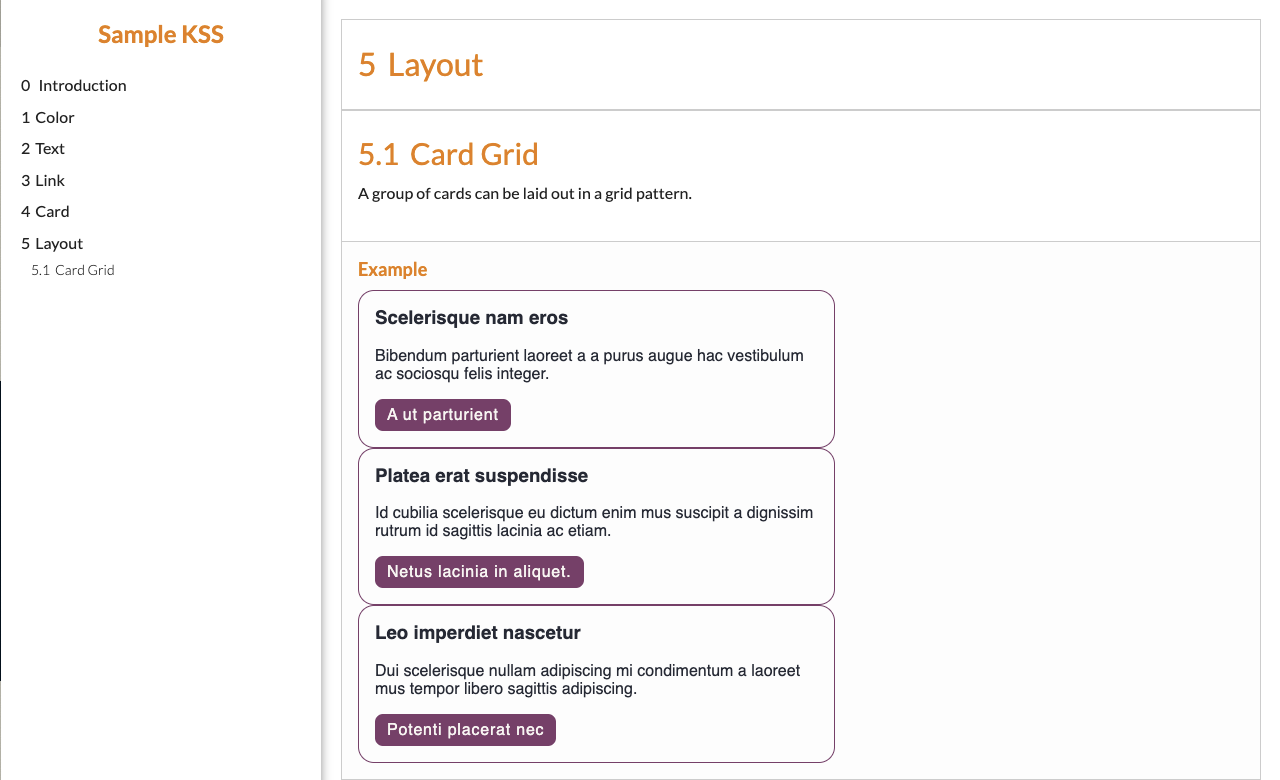 Sample KSS
0 Introduction
1 Color
2 Text
3 Link
4 Card
5 Layout
5.1 Card Grid
5 Layout
5.1 Card Grid
A group of cards can be laid out in a grid pattern.
Example
Scelerisque nam eros
Bibendum parturient laoreet a a purus augue hac vestibulum
ac sociosqu felis integer.
A ut parturient
Platea erat suspendisse
Id cubilia scelerisque eu dictum enim mus suscipit a dignissim
rutrum id sagittis lacinia ac etiam.
Netus lacinia in aliquet.
Leo imperdiet nascetur
Dui scelerisque nullam adipiscing mi condimentum a laoreet
mus tempor libero sagittis adipiscing.
Potenti placerat nec